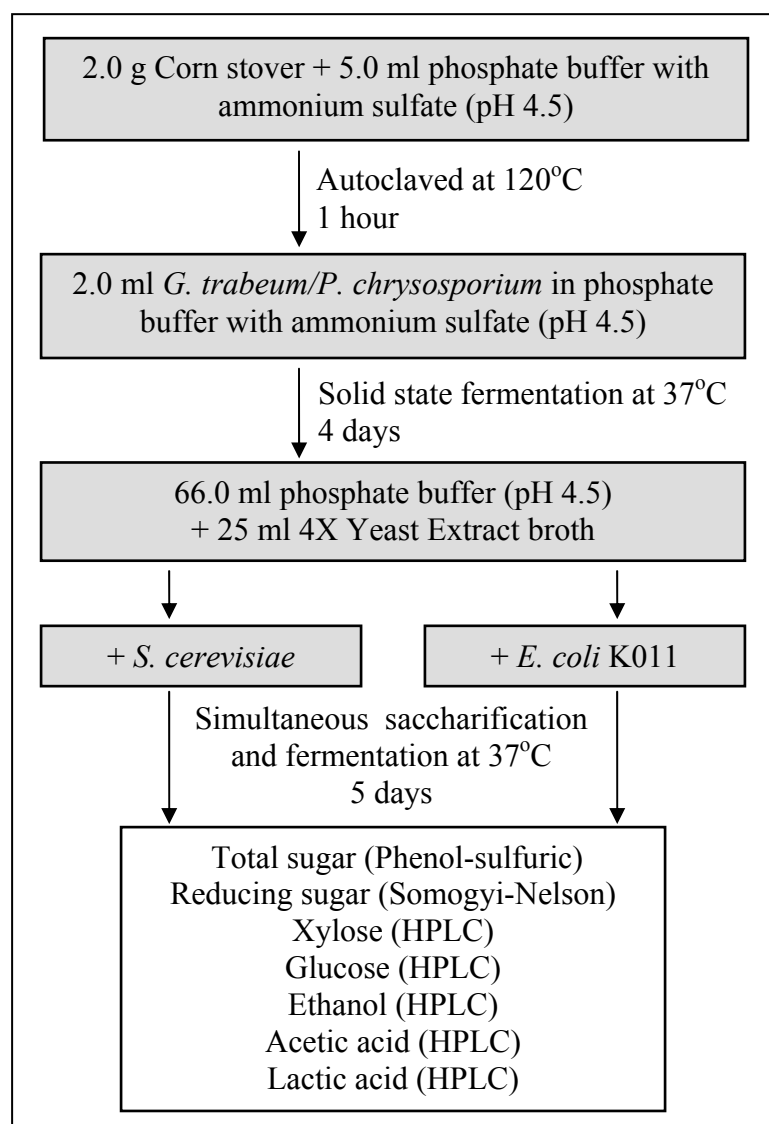 2.0 g Corn stover + 5.0 ml phosphate buffer with
ammonium sulfate (pH 4.5)
Autoclaved at 120°C
1 hour
2.0 ml G. trabeum/P. chrysosporium in phosphate
buffer with ammonium sulfate (pH 4.5)
Solid state fermentation at 37°C
4 days
66.0 ml phosphate buffer (pH 4.5)
+ 25 ml 4X Yeast Extract broth
+ S. cerevisiae
+ E. coli K011
Simultaneous saccharification
and fermentation at 37°C
5 days
Total sugar (Phenol-sulfuric)
Reducing sugar (Somogyi-Nelson)
Xylose (HPLC)
Glucose (HPLC)
Ethanol (HPLC)
Acetic acid (HPLC)
Lactic acid (HPLC)